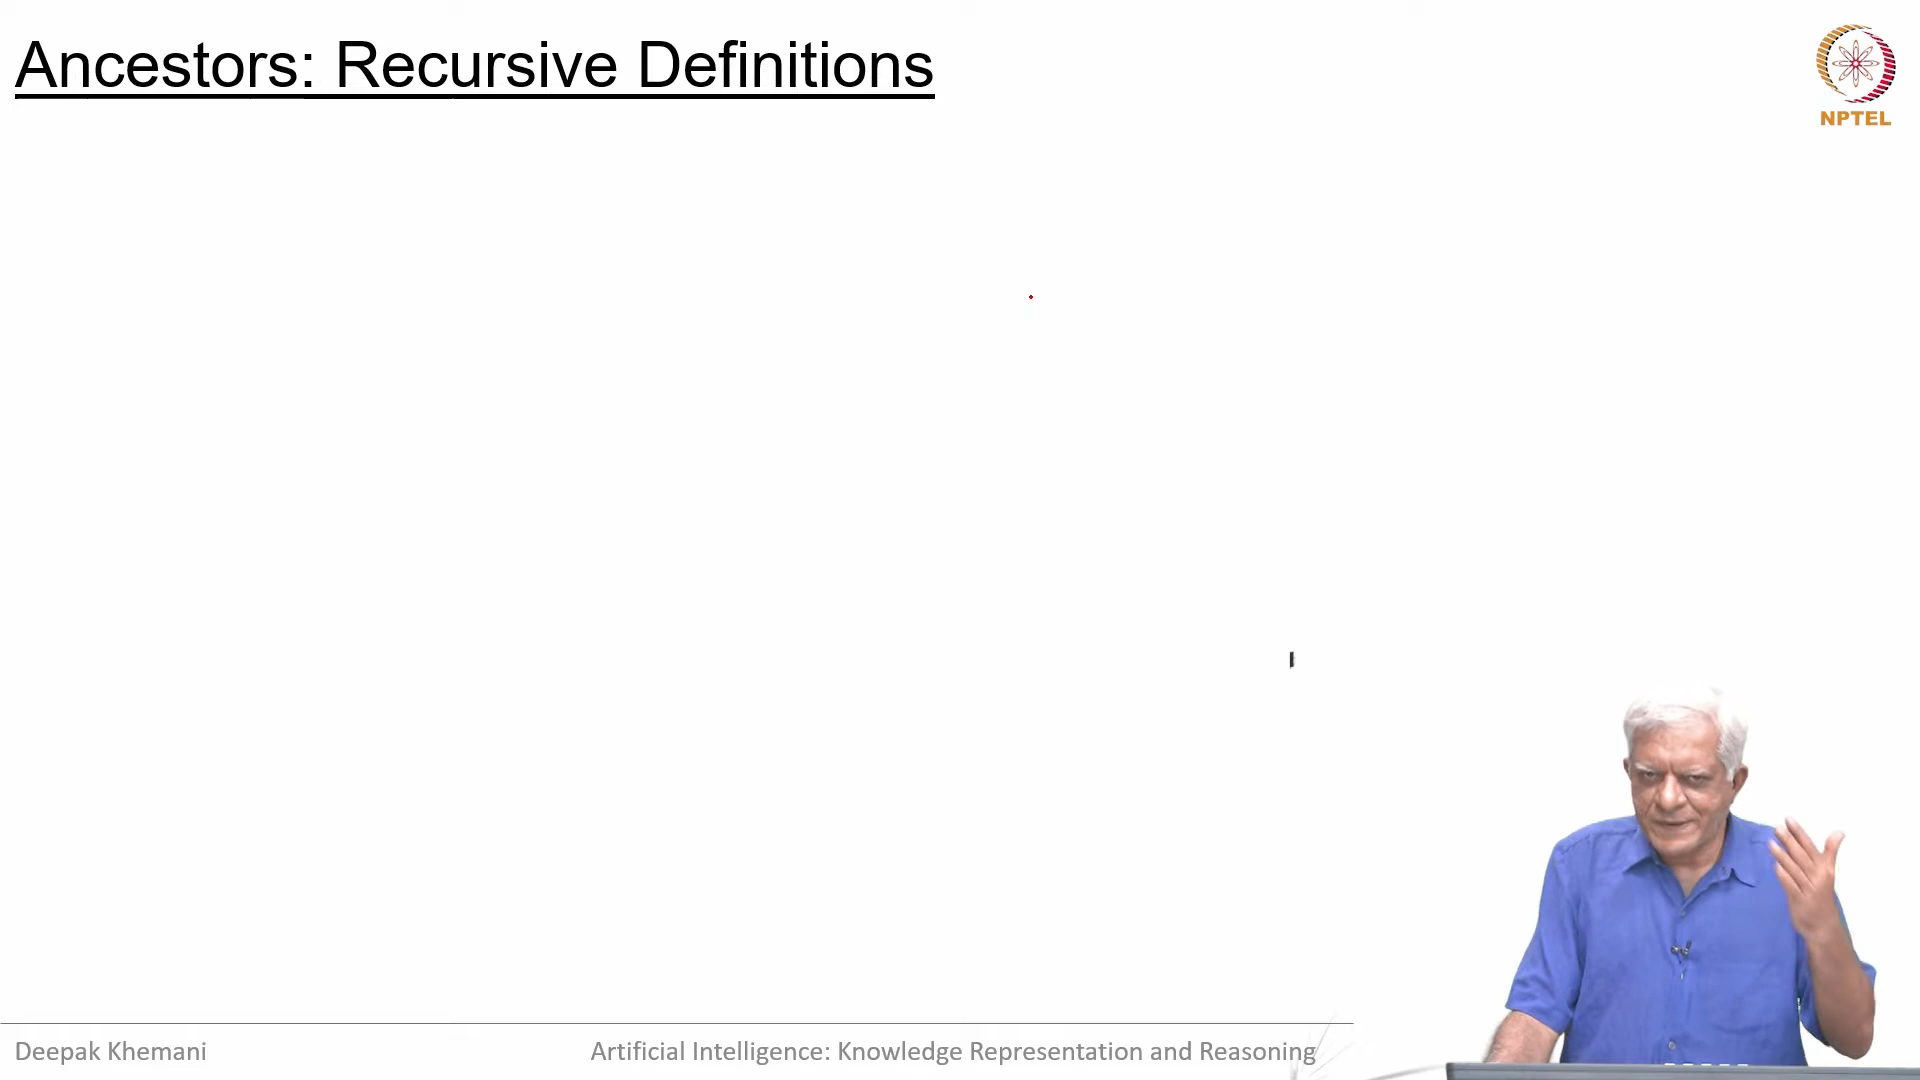 Ancestors: Recursive Definitions
NPTEL
Deepak Khemani
Artificial Intelligence: Knowledge Representation and Reasoning